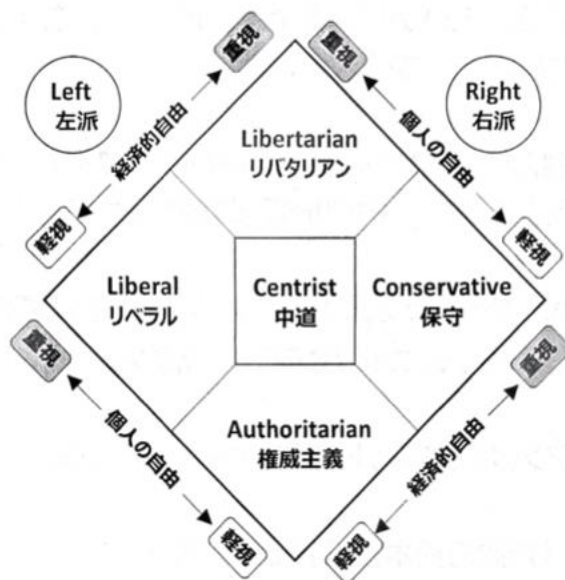 重視
重視
Left
左派
Right
右派
経済的自由
個人の自由
Libertarian
リバタリアン
軽視
軽視
Liberal
リベラル
Centrist
中道
Conservative
保守
重視
重視
個人の自由
Authoritarian
権威主義
経済的自由
軽視
軽視